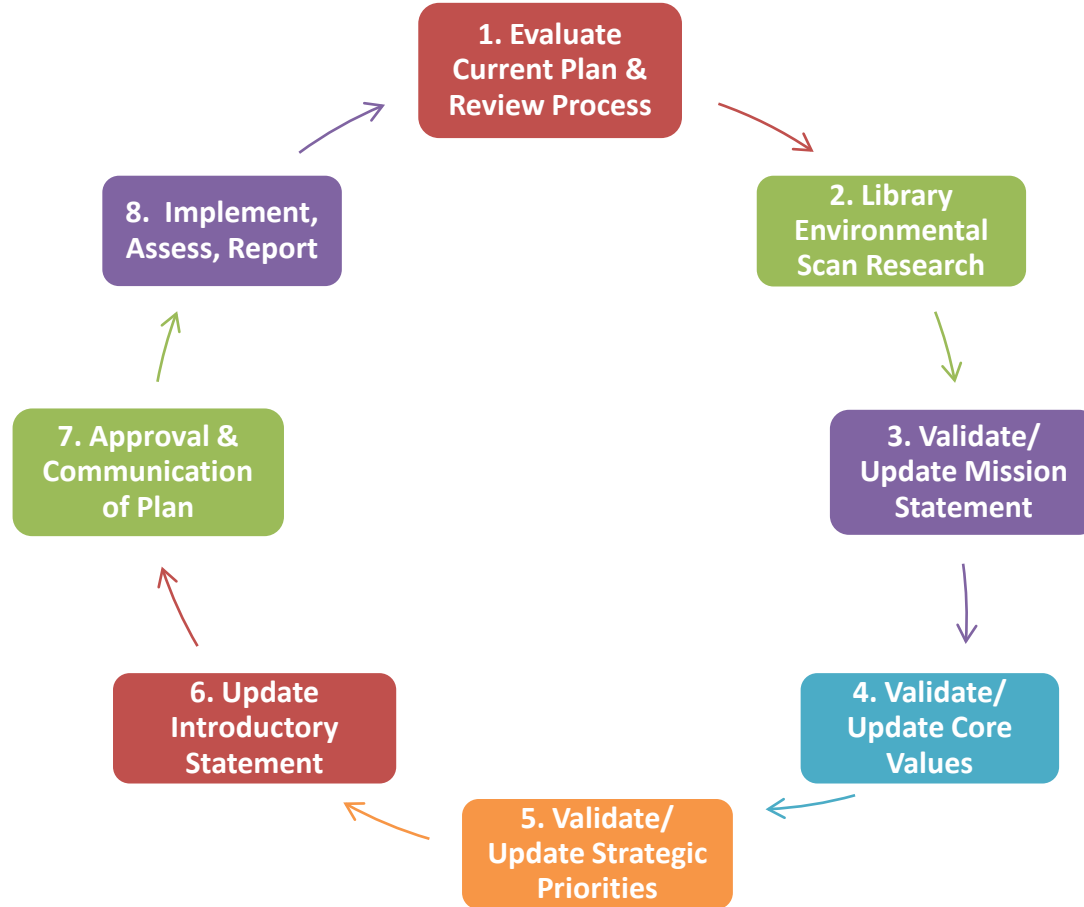 1. Evaluate
Current Plan &
Review Process
2. Library
Environmental
Scan Research
3. Validate/
Update Mission
Statement
4. Validate/
Update Core
Values
5. Validate/
Update Strategic
Priorities
6. Update
Introductory
Statement
7. Approval &
Communication
of Plan
8.  Implement,
Assess, Report